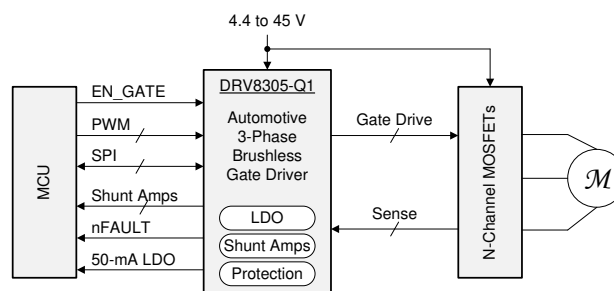 4.4 to 45 V
DRV8305-Q1
Automotive
3-Phase
Brushless
Gate Driver
LDO
Shunt Amps
Protection
MCU
EN_GATE
PWM
SPI
Shunt Amps
nFAULT
50-mA LDO
Gate Drive
Sense
N-Channel MOSFETs
M